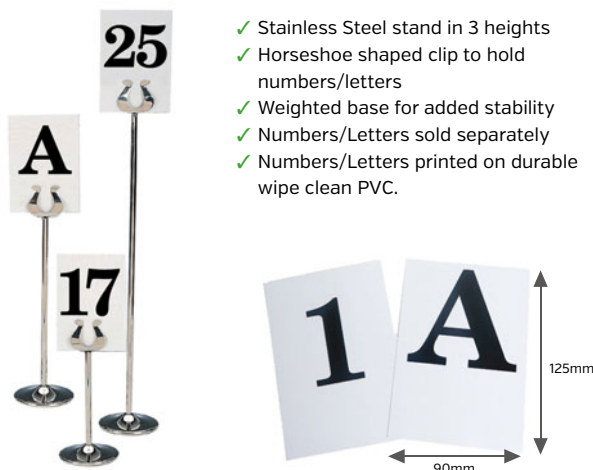 25
A
17
✓ Stainless Steel stand in 3 heights
✓ Horseshoe shaped clip to hold
numbers/letters
✓ Weighted base for added stability
✓ Numbers/Letters sold separately
✓ Numbers/Letters printed on durable
wipe clean PVC.
1 A
125mm
90mm